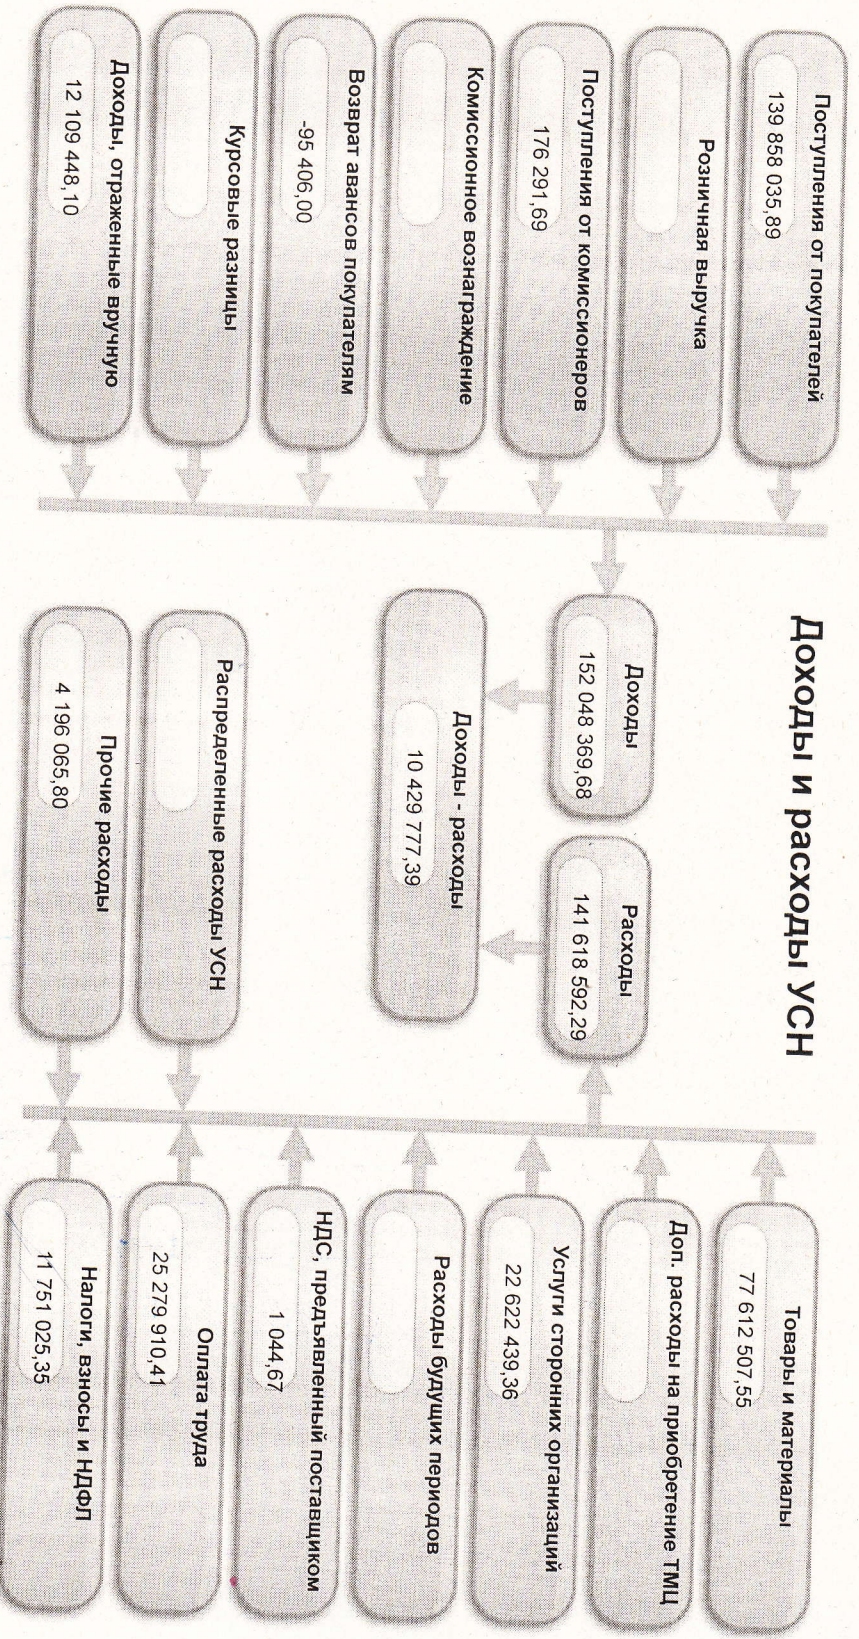 Доходы и расходы УСН
Поступления от покупателей
139 858 035,89
Розничная выручка
Поступления от комиссионеров
176 291,69
Комиссионное вознаграждение
Возврат авансов покупателям
-95 406,00
Курсовые разницы
Доходы, отраженные вручную
12 109 448,10
Доходы
152 048 369,68
Расходы
141 618 592,29
Доходы - расходы
10 429 777,39
Распределенные расходы УСН
Прочие расходы
4 196 065,80
Товары и материалы
77 612 507,55
Доп. расходы на приобретение ТМЦ
Услуги сторонних организаций
22 622 439,36
Расходы будущих периодов
НДС, предъявленный поставщиком
1 044,67
Оплата труда
25 279 910,41
Налоги, взносы и НДФЛ
11 751 025,35